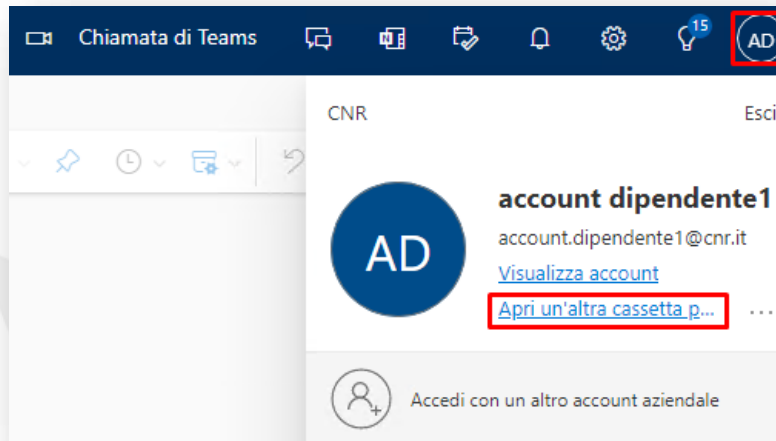 Chiamata di Teams
15
AD
CNR
Esci
AD
account dipendente1
account.dipendente1@cnr.it
Visualizza account
Apri un'altra cassetta p...
Accedi con un altro account aziendale